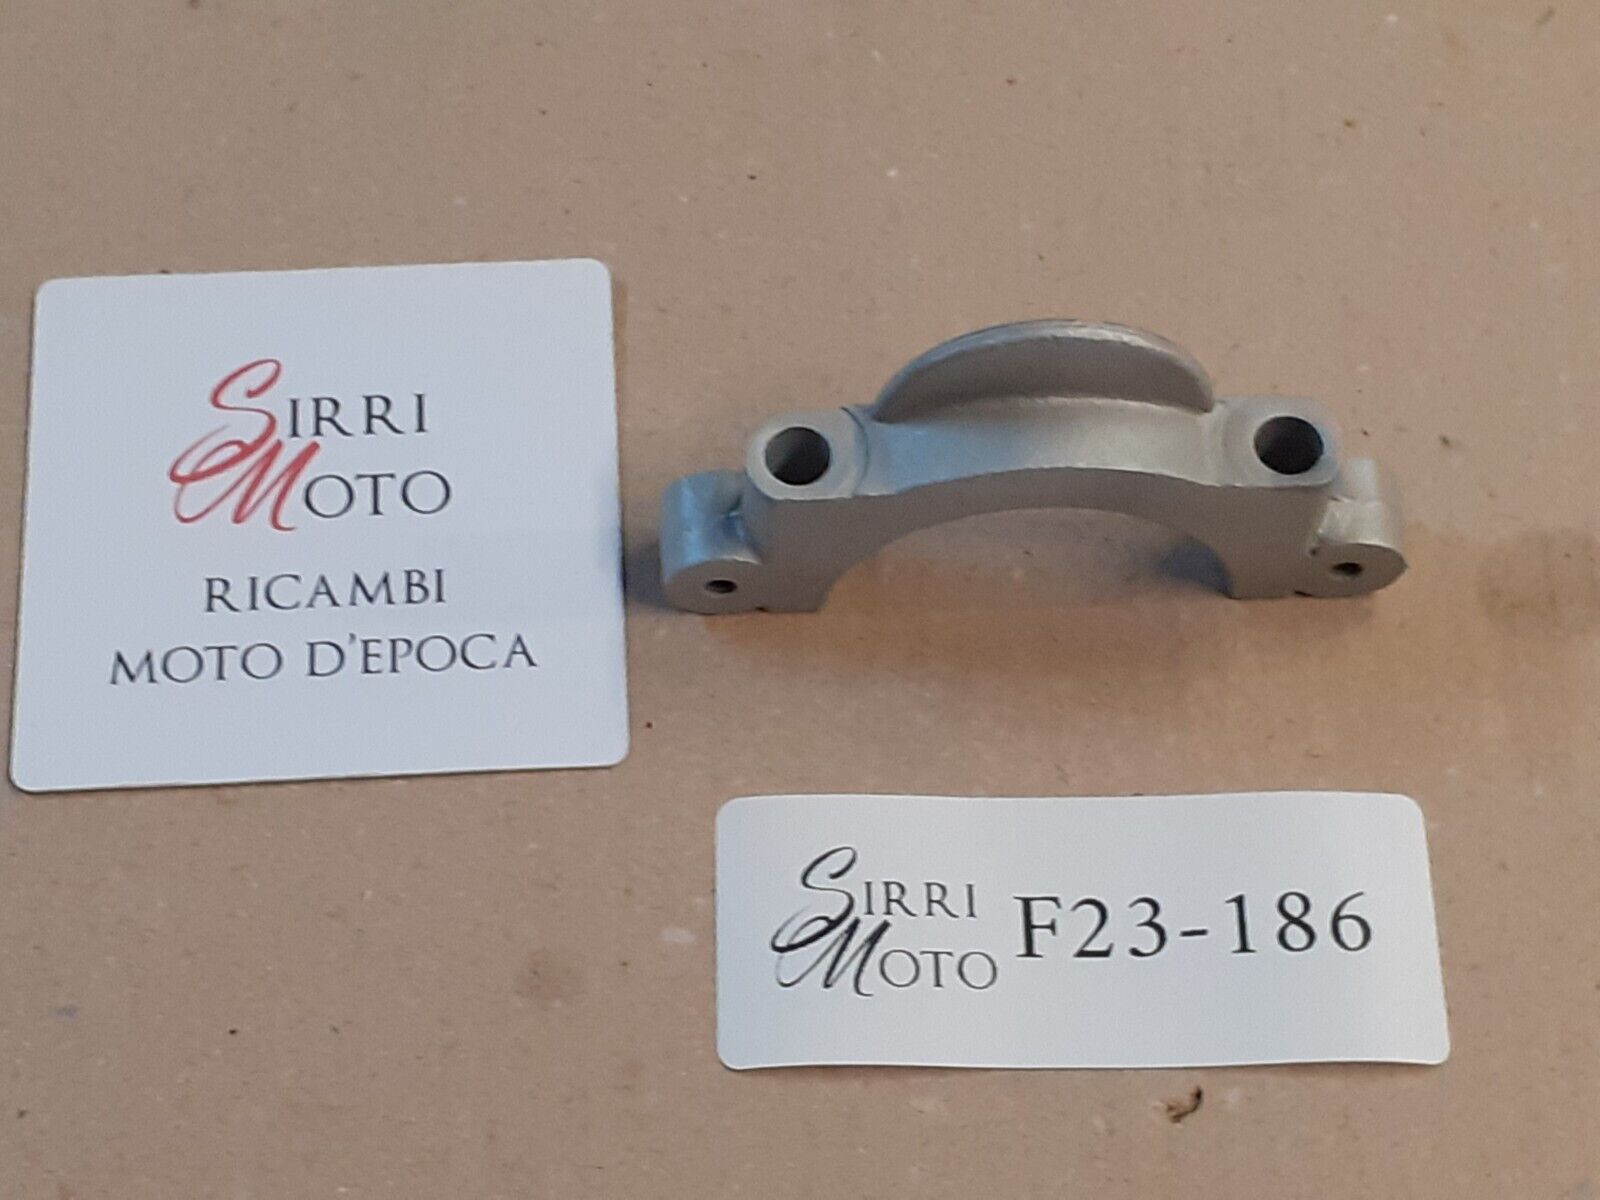 SIRRI
MOTO
RICAMBI
MOTO D'EPOCA
SIRRI
MOTO
F23-186